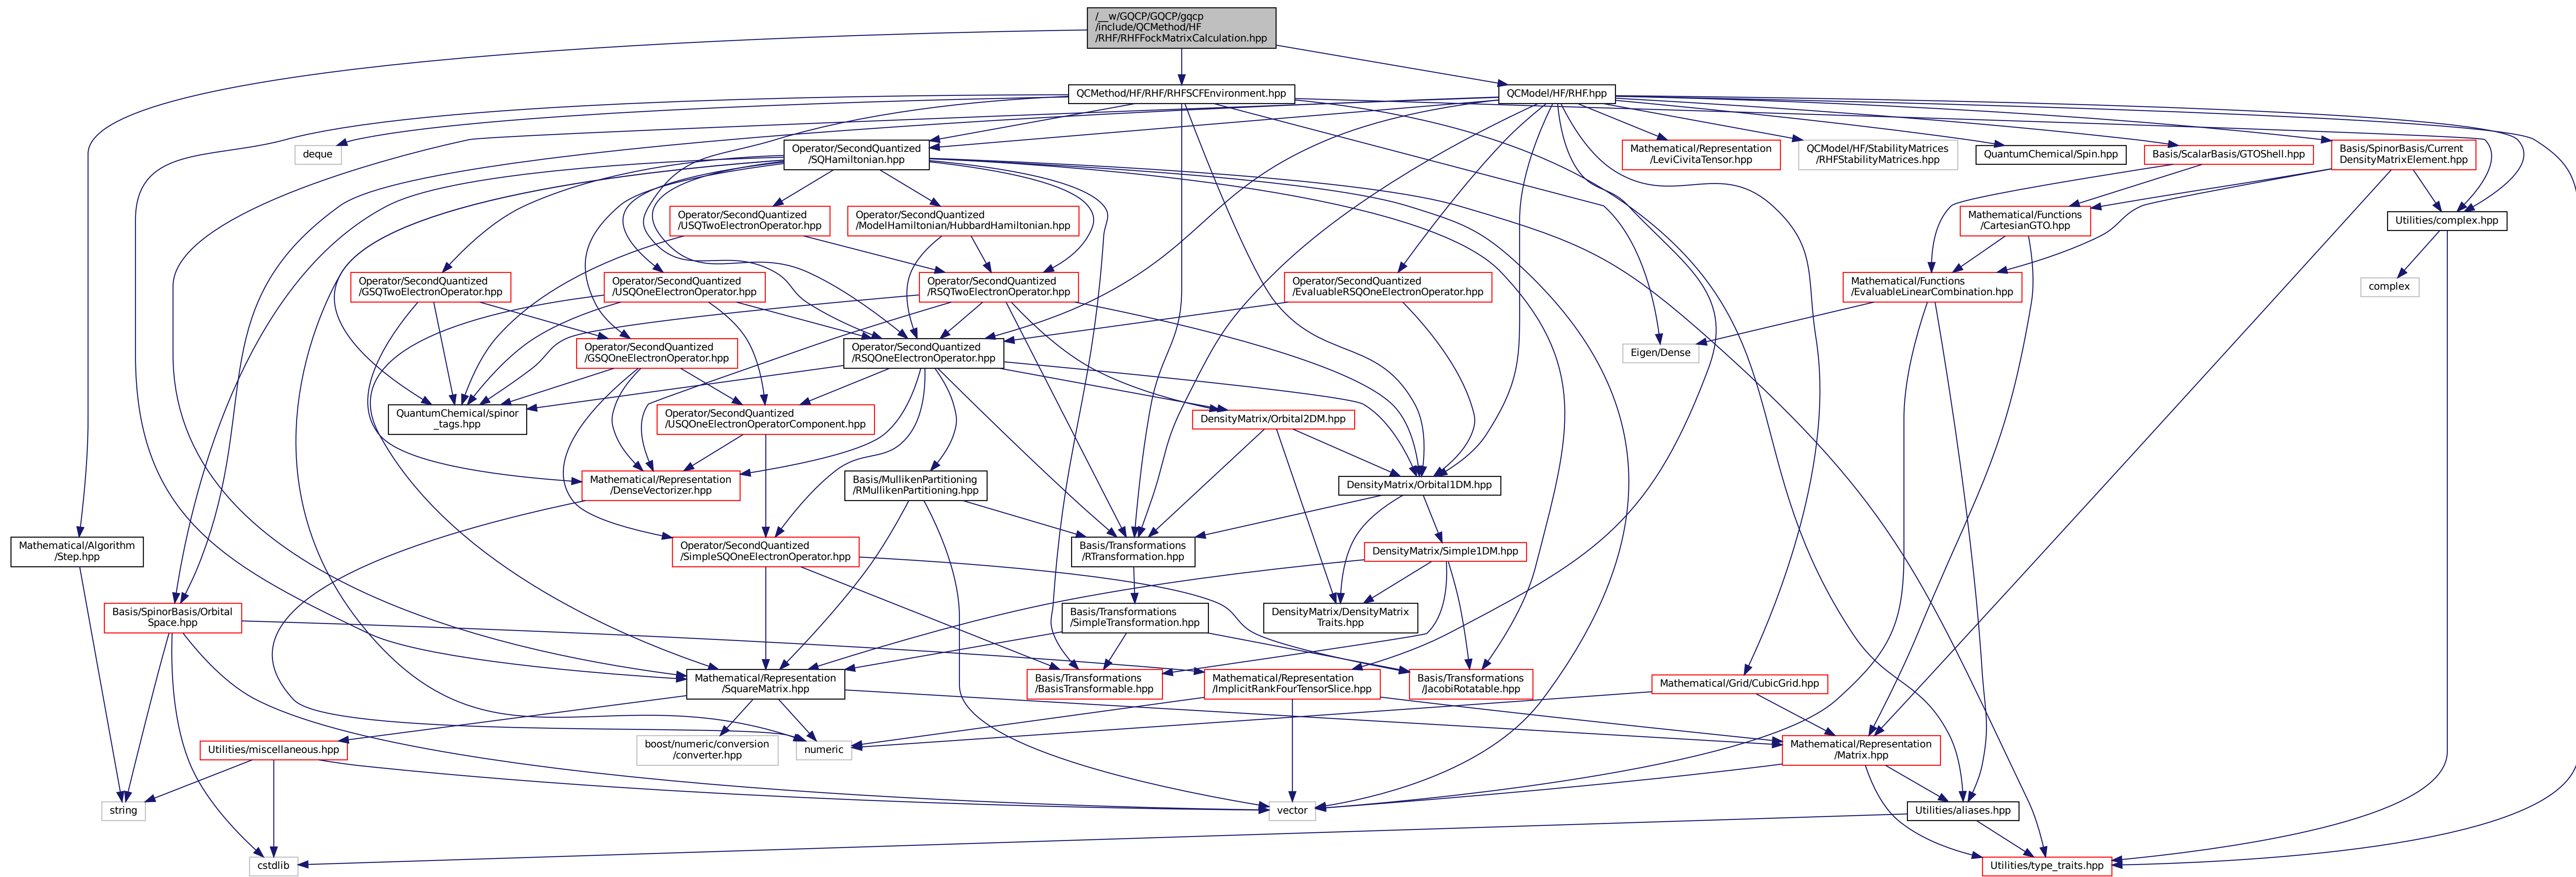 /__w/GQCP/GQCP/gqcp
/include/QCMethod/HF
/RHF/RHFFockMatrixCalculation.hpp
QCMethod/HF/RHF/RHFSCFEnvironment.hpp
QCModel/HF/RHF.hpp
deque
Operator/SecondQuantized
/SQHamiltonian.hpp
Mathematical/Representation
/LeviCivitaTensor.hpp
QCModel/HF/StabilityMatrices
/RHFStabilityMatrices.hpp
QuantumChemical/Spin.hpp
Basis/ScalarBasis/GTOShell.hpp
Basis/SpinorBasis/Current
DensityMatrixElement.hpp
Operator/SecondQuantized
/USQTwoElectronOperator.hpp
Operator/SecondQuantized
/ModelHamiltonian/HubbardHamiltonian.hpp
Mathematical/Functions
/CartesianGTO.hpp
Utilities/complex.hpp
Operator/SecondQuantized
/GSQTwoElectronOperator.hpp
Operator/SecondQuantized
/USQOneElectronOperator.hpp
Operator/SecondQuantized
/RSQTwoElectronOperator.hpp
Operator/SecondQuantized
/EvaluableRSQOneElectronOperator.hpp
Mathematical/Functions
/EvaluableLinearCombination.hpp
complex
Operator/SecondQuantized
/GSQOneElectronOperator.hpp
Operator/SecondQuantized
/RSQOneElectronOperator.hpp
Eigen/Dense
QuantumChemical/spinor
_tags.hpp
Operator/SecondQuantized
/USQOneElectronOperatorComponent.hpp
DensityMatrix/Orbital2DM.hpp
Mathematical/Representation
/DenseVectorizer.hpp
Basis/MullikenPartitioning
/RMullikenPartitioning.hpp
DensityMatrix/Orbital1DM.hpp
Mathematical/Algorithm
/Step.hpp
Operator/SecondQuantized
/SimpleSQOneElectronOperator.hpp
Basis/Transformations
/RTransformation.hpp
DensityMatrix/Simple1DM.hpp
Basis/SpinorBasis/Orbital
Space.hpp
Basis/Transformations
/SimpleTransformation.hpp
DensityMatrix/DensityMatrix
Traits.hpp
Mathematical/Representation
/SquareMatrix.hpp
Basis/Transformations
/BasisTransformable.hpp
Mathematical/Representation
/ImplicitRankFourTensorSlice.hpp
Basis/Transformations
/JacobiRotatable.hpp
Mathematical/Grid/CubicGrid.hpp
Utilities/miscellaneous.hpp
boost/numeric/conversion
/converter.hpp
numeric
Mathematical/Representation
/Matrix.hpp
string
vector
Utilities/aliases.hpp
cstdlib
Utilities/type_traits.hpp